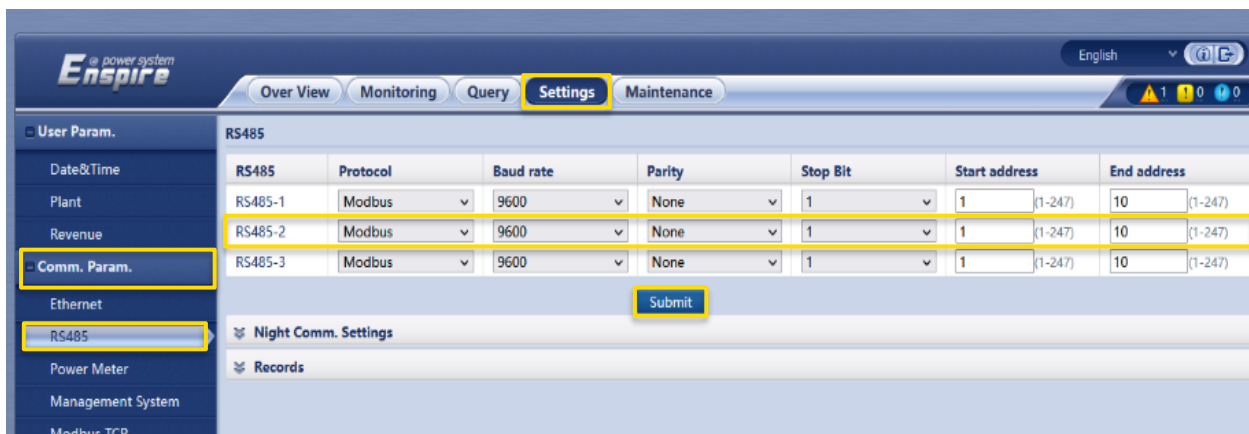 @ power system
Enspire
English
Over View Monitoring Query Settings Maintenance
1 0 0
User Param.
Date&Time
Plant
Revenue
Comm. Param.
Ethernet
RS485
Power Meter
Management System
Modbus TCP
RS485
RS485 Protocol Baud rate Parity Stop Bit Start address End address
RS485-1 Modbus 9600 None 1 1 (1-247) 10 (1-247)
RS485-2 Modbus 9600 None 1 1 (1-247) 10 (1-247)
RS485-3 Modbus 9600 None 1 1 (1-247) 10 (1-247)
Submit
Night Comm. Settings
Records